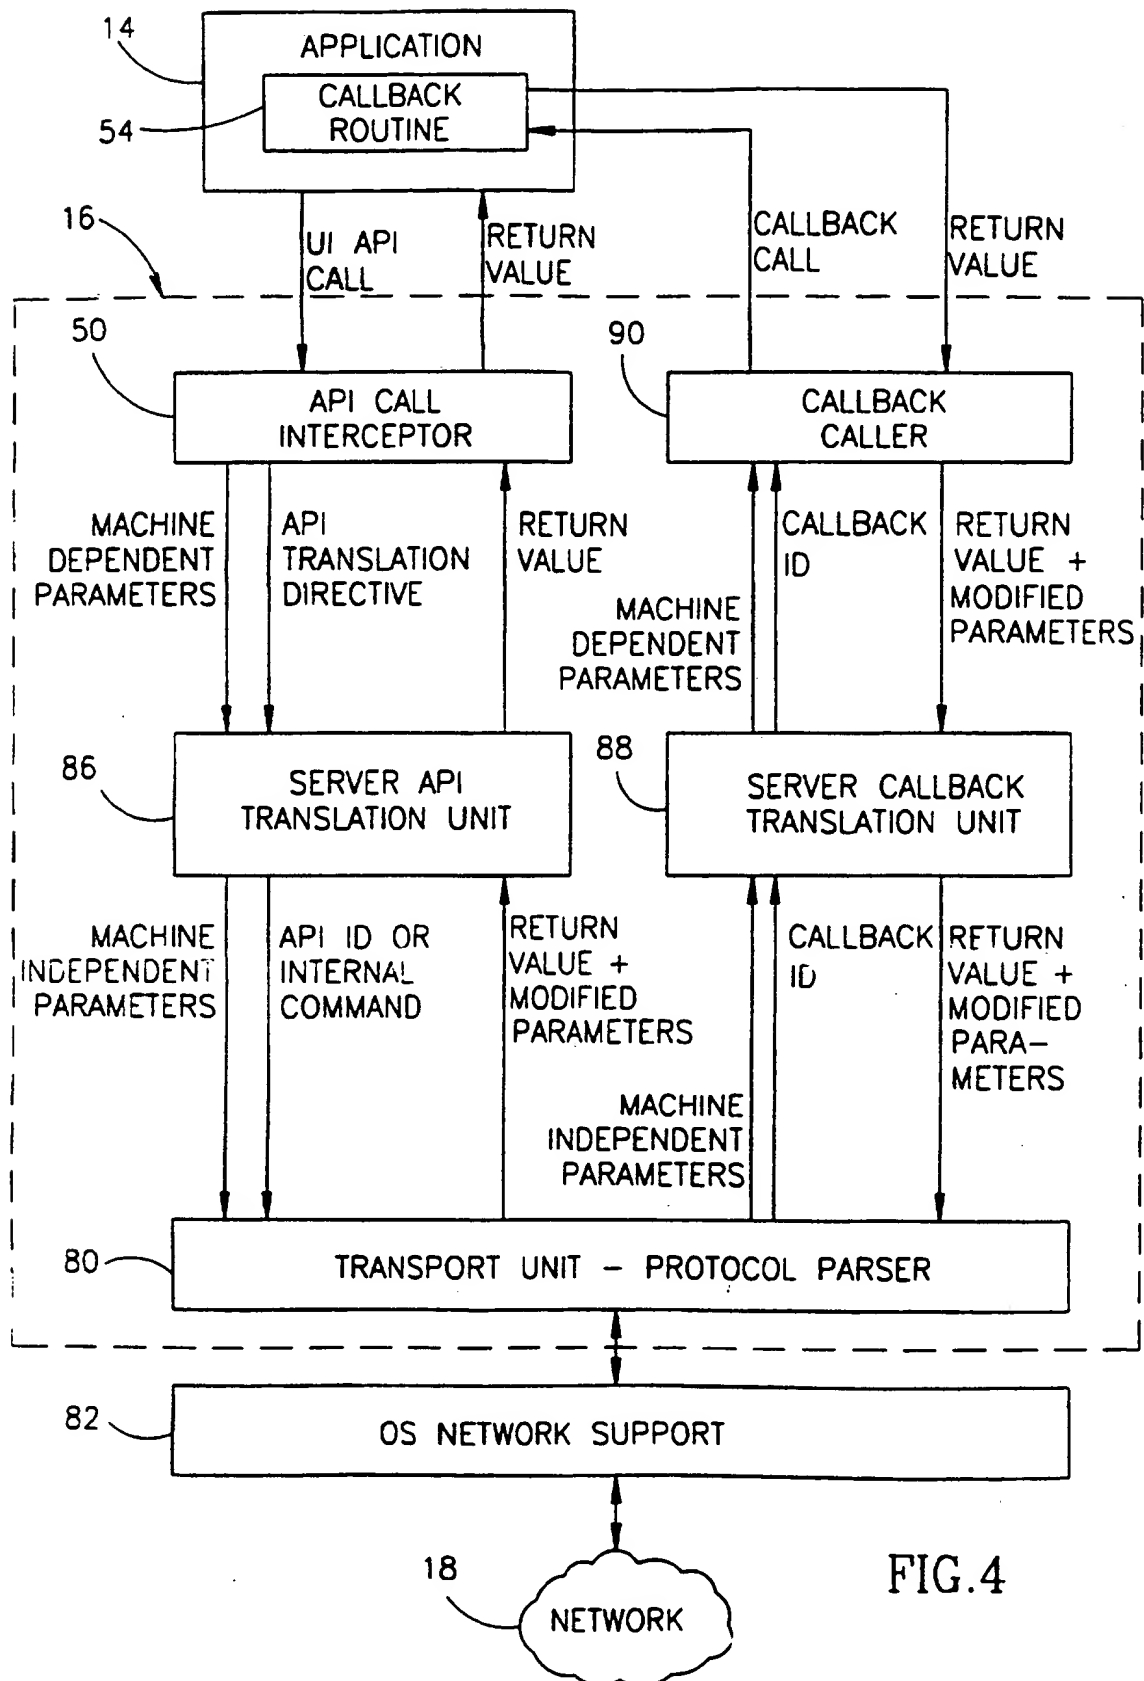 14
APPLICATION
CALLBACK
ROUTINE
54
16
UI API
CALL
RETURN
VALUE
CALLBACK
CALL
RETURN
VALUE
50
API CALL
INTERCEPTOR
90
CALLBACK
CALLER
MACHINE
DEPENDENT
PARAMETERS
API
TRANSLATION
DIRECTIVE
RETURN
VALUE
CALLBACK
ID
MACHINE
DEPENDENT
PARAMETERS
RETURN
VALUE +
MODIFIED
PARAMETERS
86
SERVER API
TRANSLATION UNIT
88
SERVER CALLBACK
TRANSLATION UNIT
MACHINE
INDEPENDENT
PARAMETERS
API ID OR
INTERNAL
COMMAND
RETURN
VALUE +
MODIFIED
PARAMETERS
CALLBACK
ID
MACHINE
INDEPENDENT
PARAMETERS
RETURN
VALUE +
MODIFIED
PARA-
METERS
80
TRANSPORT UNIT - PROTOCOL PARSER
82
OS NETWORK SUPPORT
18
NETWORK
FIG.4